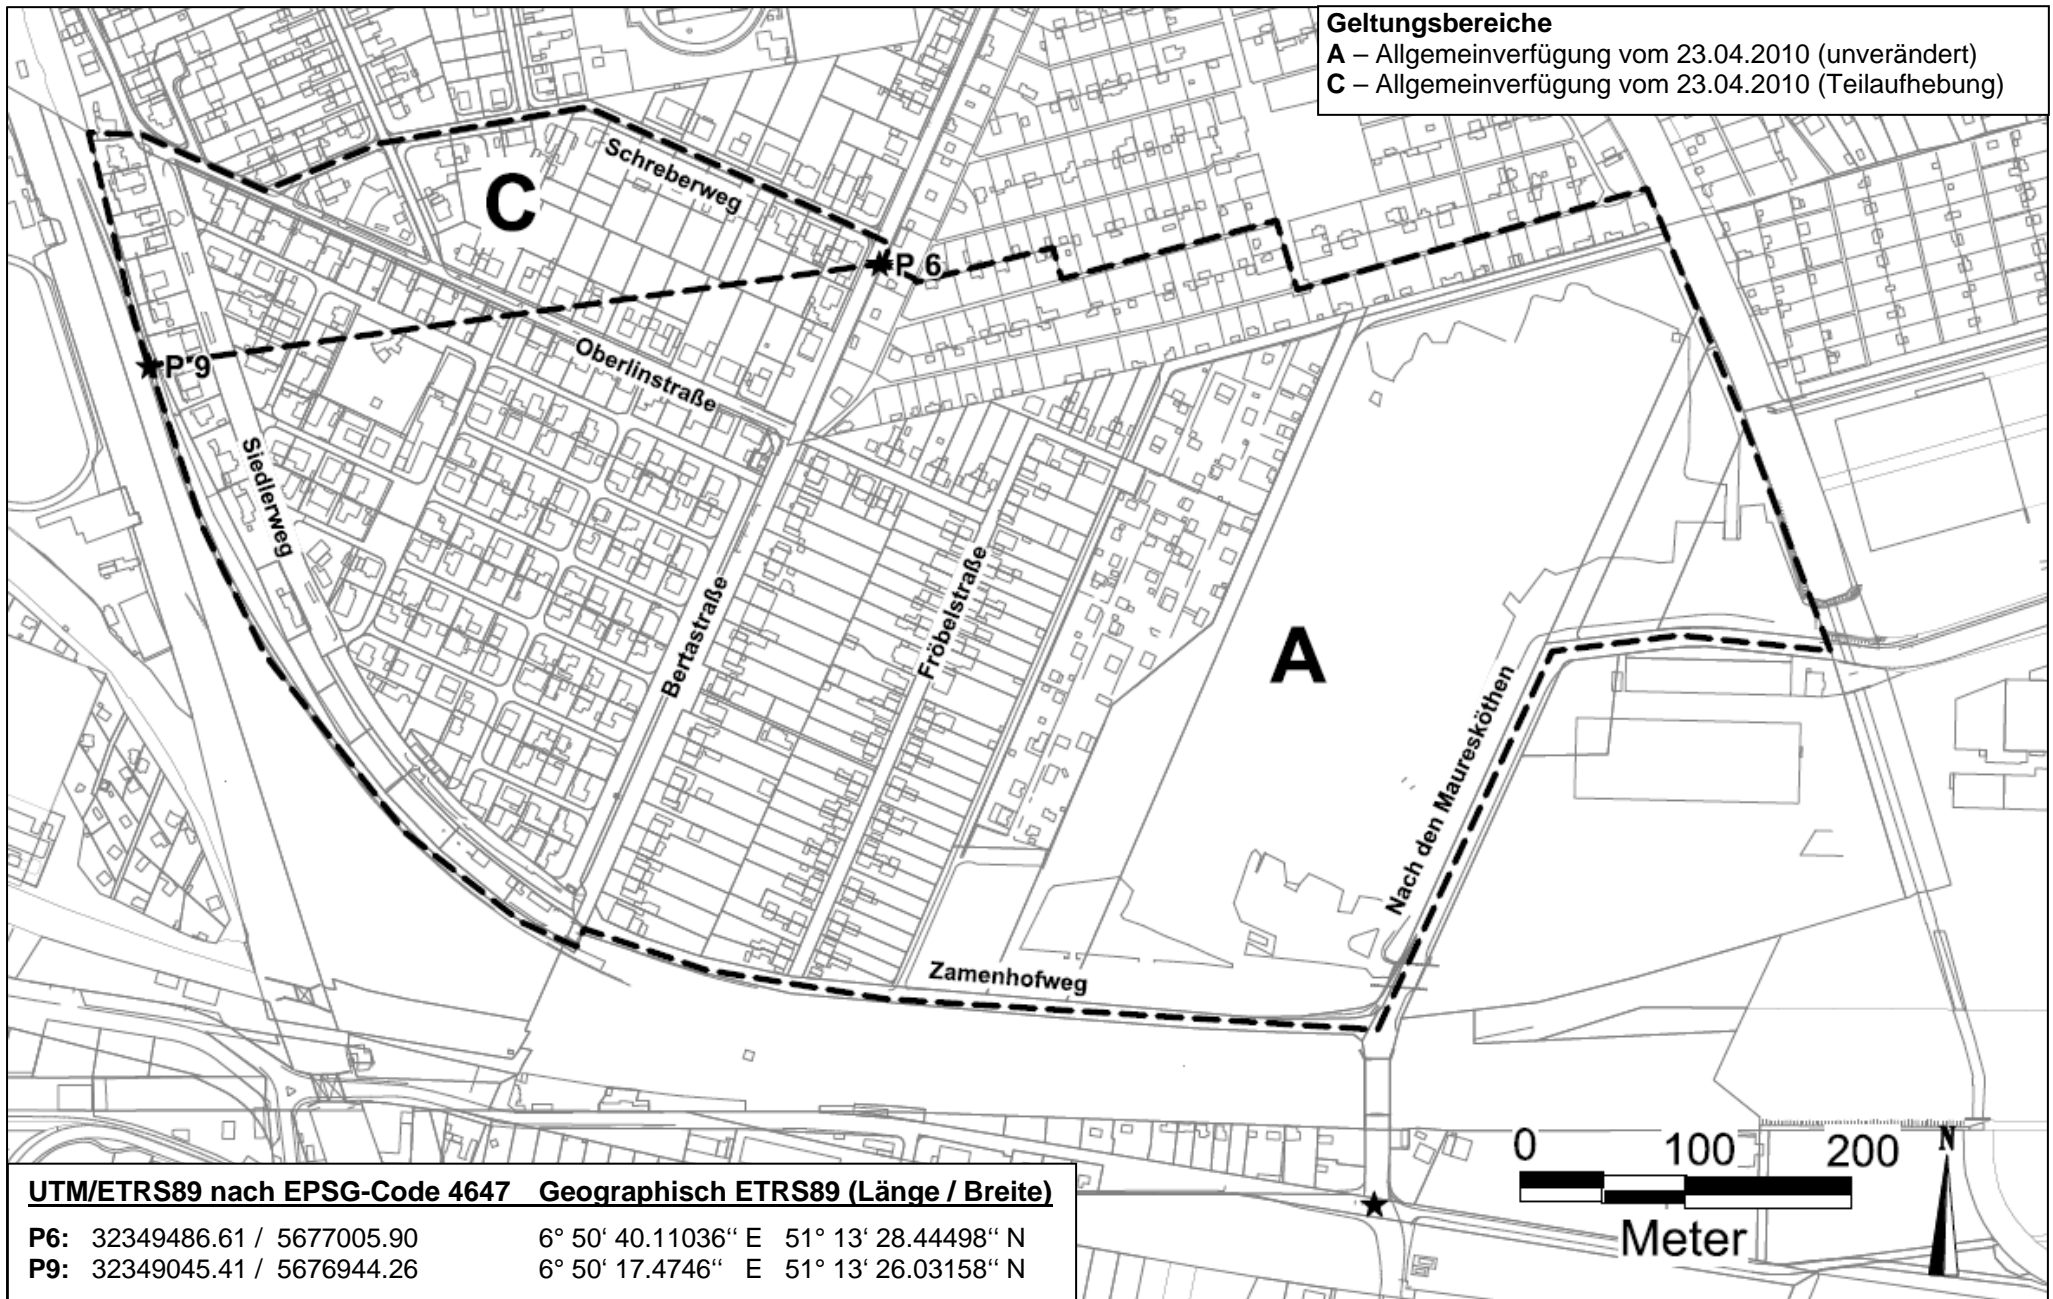 Geltungsbereiche
A – Allgemeinverfügung vom 23.04.2010 (unverändert)
C – Allgemeinverfügung vom 23.04.2010 (Teilaufhebung)
C
Schreberweg
P 6
P 9
Oberlinstraße
Siedlerweg
Bertastraße
Fröbelstraße
A
Nach den Mauresköthen
Zamenhofweg
0 100 200
Meter
N
UTM/ETRS89 nach EPSG-Code 4647 Geographisch ETRS89 (Länge / Breite)
P6: 32349486.61 / 5677005.90 6° 50‘ 40.11036‘‘ E 51° 13‘ 28.44498‘‘ N
P9: 32349045.41 / 5676944.26 6° 50‘ 17.4746‘‘ E 51° 13‘ 26.03158‘‘ N